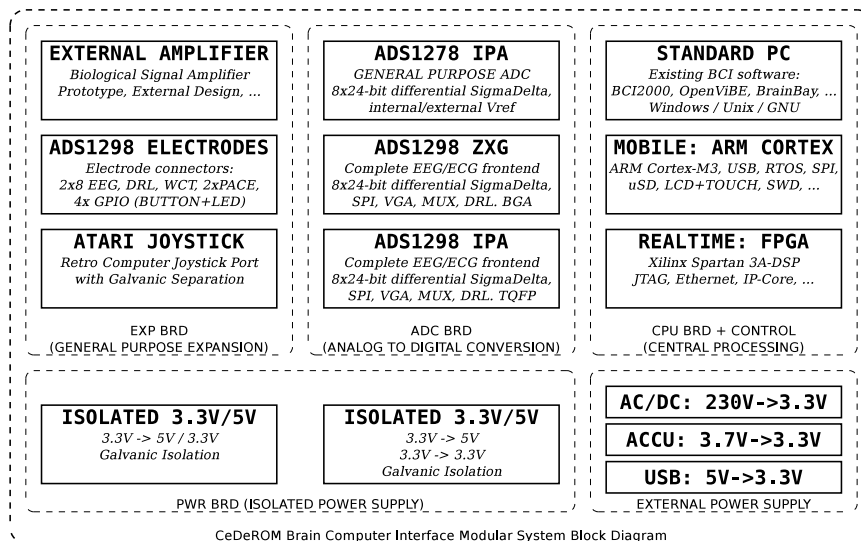 EXTERNAL AMPLIFIER
Biological Signal Amplifier
Prototype, External Design, ...
ADS1298 ELECTRODES
Electrode connectors:
2x8 EEG, DRL, WCT, 2xPACE,
4x GPIO (BUTTON+LED)
ATARI JOYSTICK
Retro Computer Joystick Port
with Galvanic Separation
EXP BRD
(GENERAL PURPOSE EXPANSION)
ADS1278 IPA
GENERAL PURPOSE ADC
8x24-bit differential SigmaDelta,
internal/external Vref
ADS1298 ZXG
Complete EEG/ECG frontend
8x24-bit differential SigmaDelta,
SPI, VGA, MUX, DRL. BGA
ADS1298 IPA
Complete EEG/ECG frontend
8x24-bit differential SigmaDelta,
SPI, VGA, MUX, DRL. TQFP
ADC BRD
(ANALOG TO DIGITAL CONVERSION)
STANDARD PC
Existing BCI software:
BCI2000, OpenViBE, BrainBay, ...
Windows / Unix / GNU
MOBILE: ARM CORTEX
ARM Cortex-M3, USB, RTOS, SPI,
uSD, LCD+TOUCH, SWD, ...
REALTIME: FPGA
Xilinx Spartan 3A-DSP
JTAG, Ethernet, IP-Core, ...
CPU BRD + CONTROL
(CENTRAL PROCESSING)
ISOLATED 3.3V/5V
3.3V -> 5V / 3.3V
Galvanic Isolation
ISOLATED 3.3V/5V
3.3V -> 5V
3.3V -> 3.3V
Galvanic Isolation
PWR BRD (ISOLATED POWER SUPPLY)
AC/DC: 230V->3.3V
ACCU: 3.7V->3.3V
USB: 5V->3.3V
EXTERNAL POWER SUPPLY
CeDeROM Brain Computer Interface Modular System Block Diagram